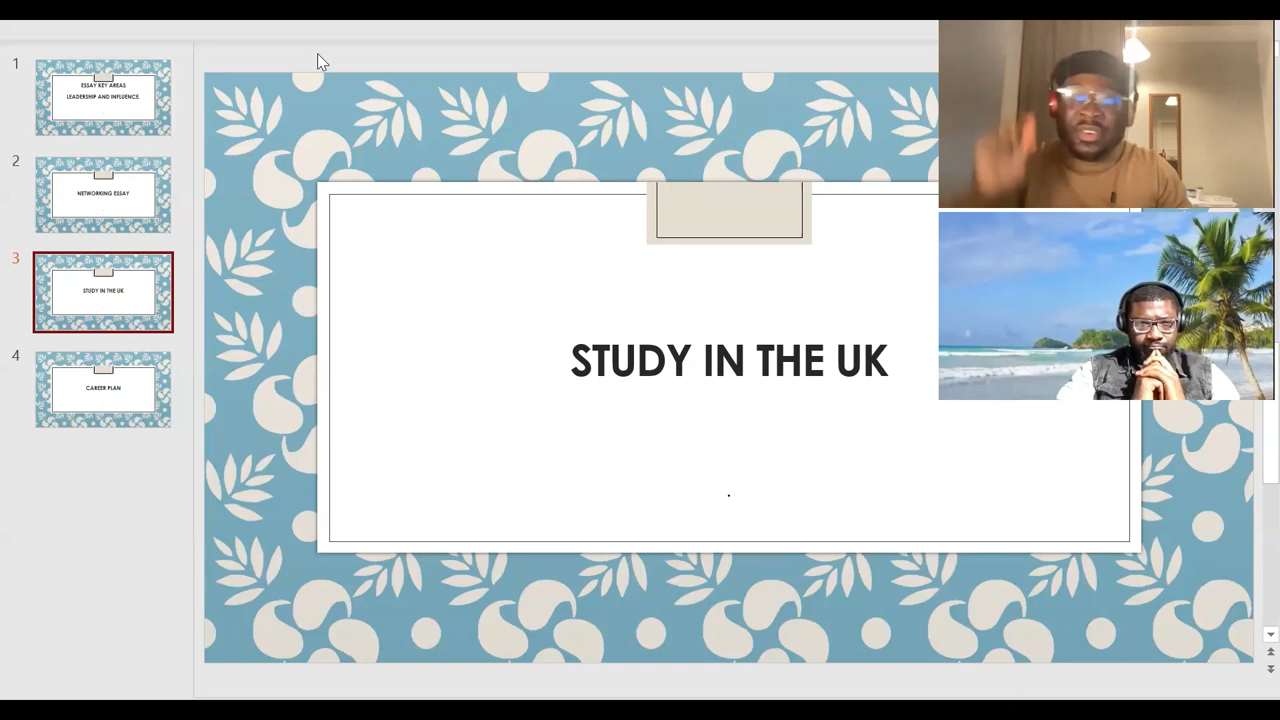 1
ESSAY KEY AREAS
LEADERSHIP AND INFLUENCE.
2
NETWORKING ESSAY
3
STUDY IN THE UK
4
CAREER PLAN
STUDY IN THE UK
.